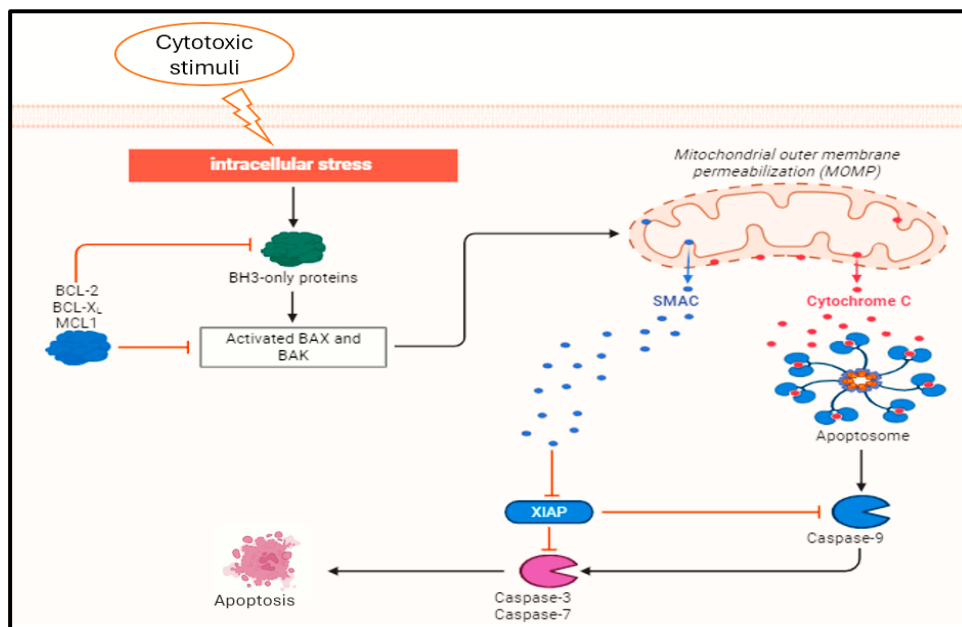 Cytotoxic
stimuli
intracellular stress
Mitochondrial outer membrane
permeabilization (MOMP)
BH3-only proteins
BCL-2
BCL-X_L
MCL1
Activated BAX and
BAK
SMAC
Cytochrome C
Apoptosome
XIAP
Caspase-9
Apoptosis
Caspase-3
Caspase-7